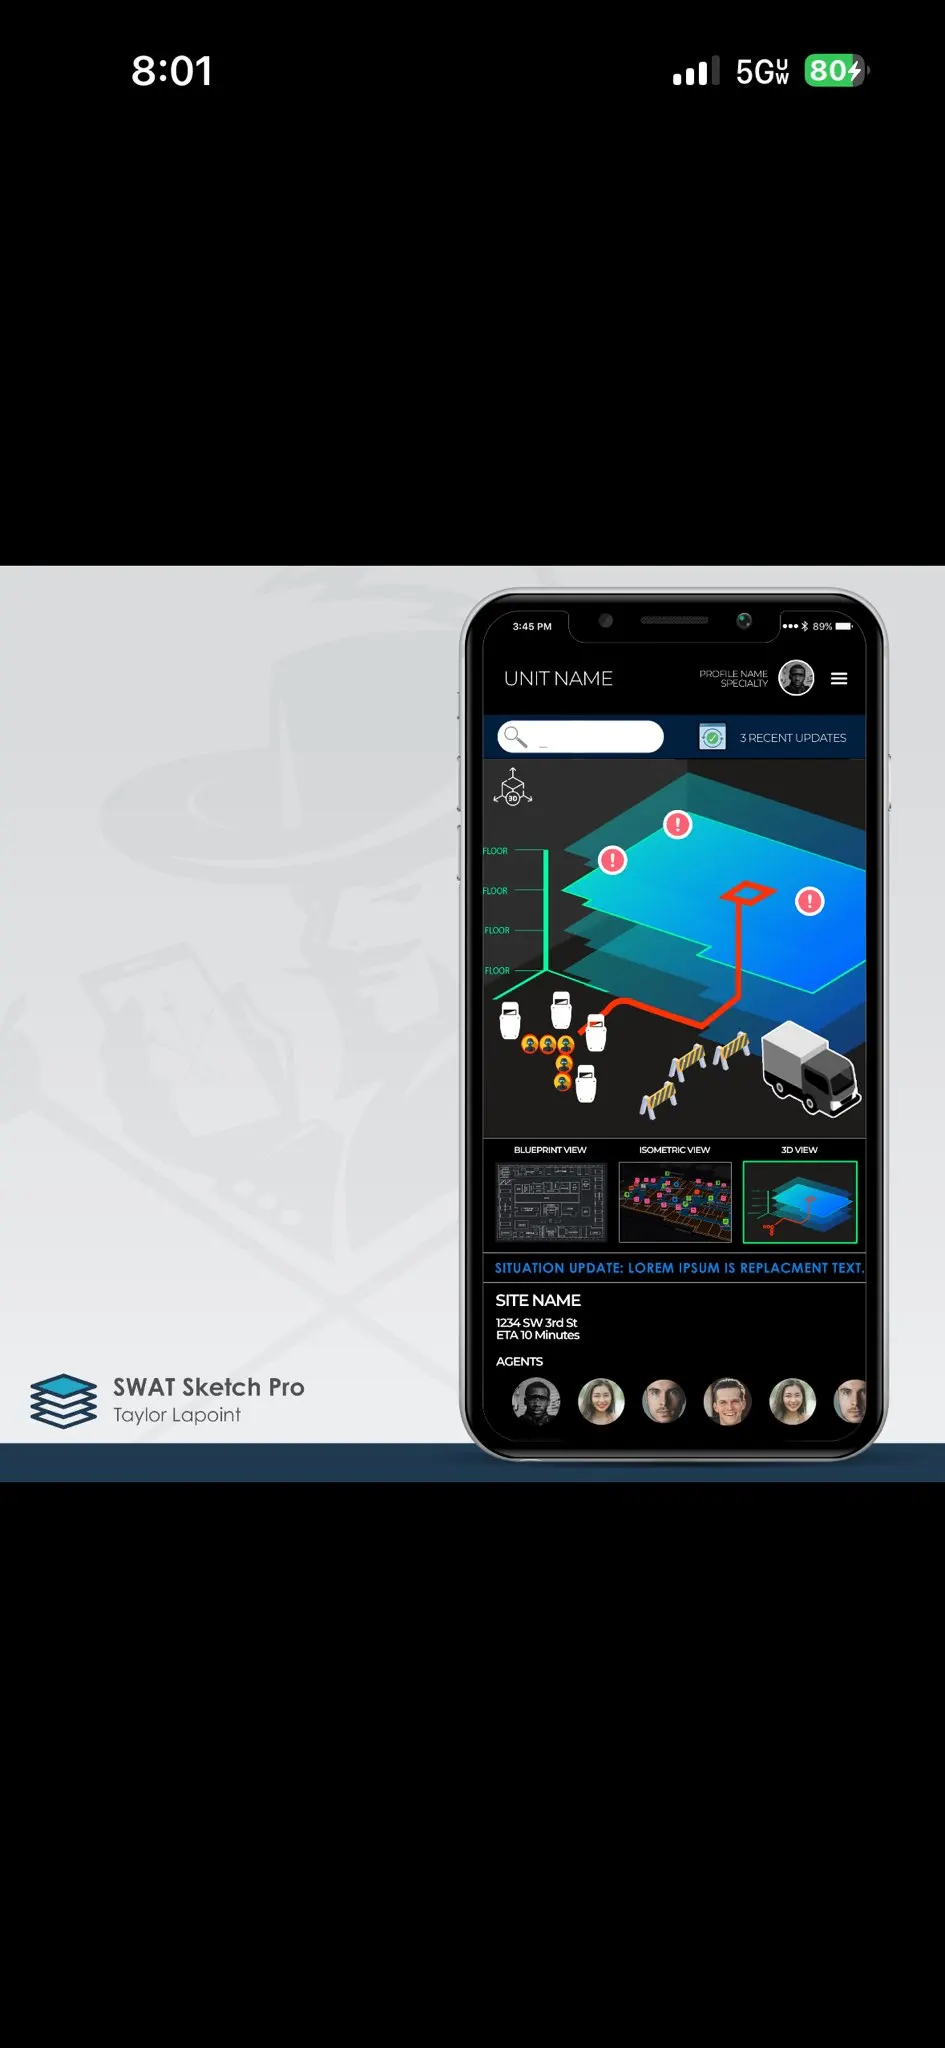 8:01
5GUW 80
3:45 PM
89%
UNIT NAME
PROFILE NAME
SPECIALTY
3 RECENT UPDATES
3D
FLOOR
FLOOR
FLOOR
FLOOR
BLUEPRINT VIEW ISOMETRIC VIEW 3D VIEW
SITUATION UPDATE: LOREM IPSUM IS REPLACMENT TEXT.
SITE NAME
1234 SW 3rd St
ETA 10 Minutes
AGENTS
SWAT Sketch Pro
Taylor Lapoint